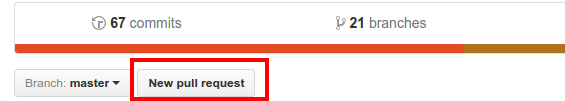 67 commits 21 branches
Branch: master New pull request